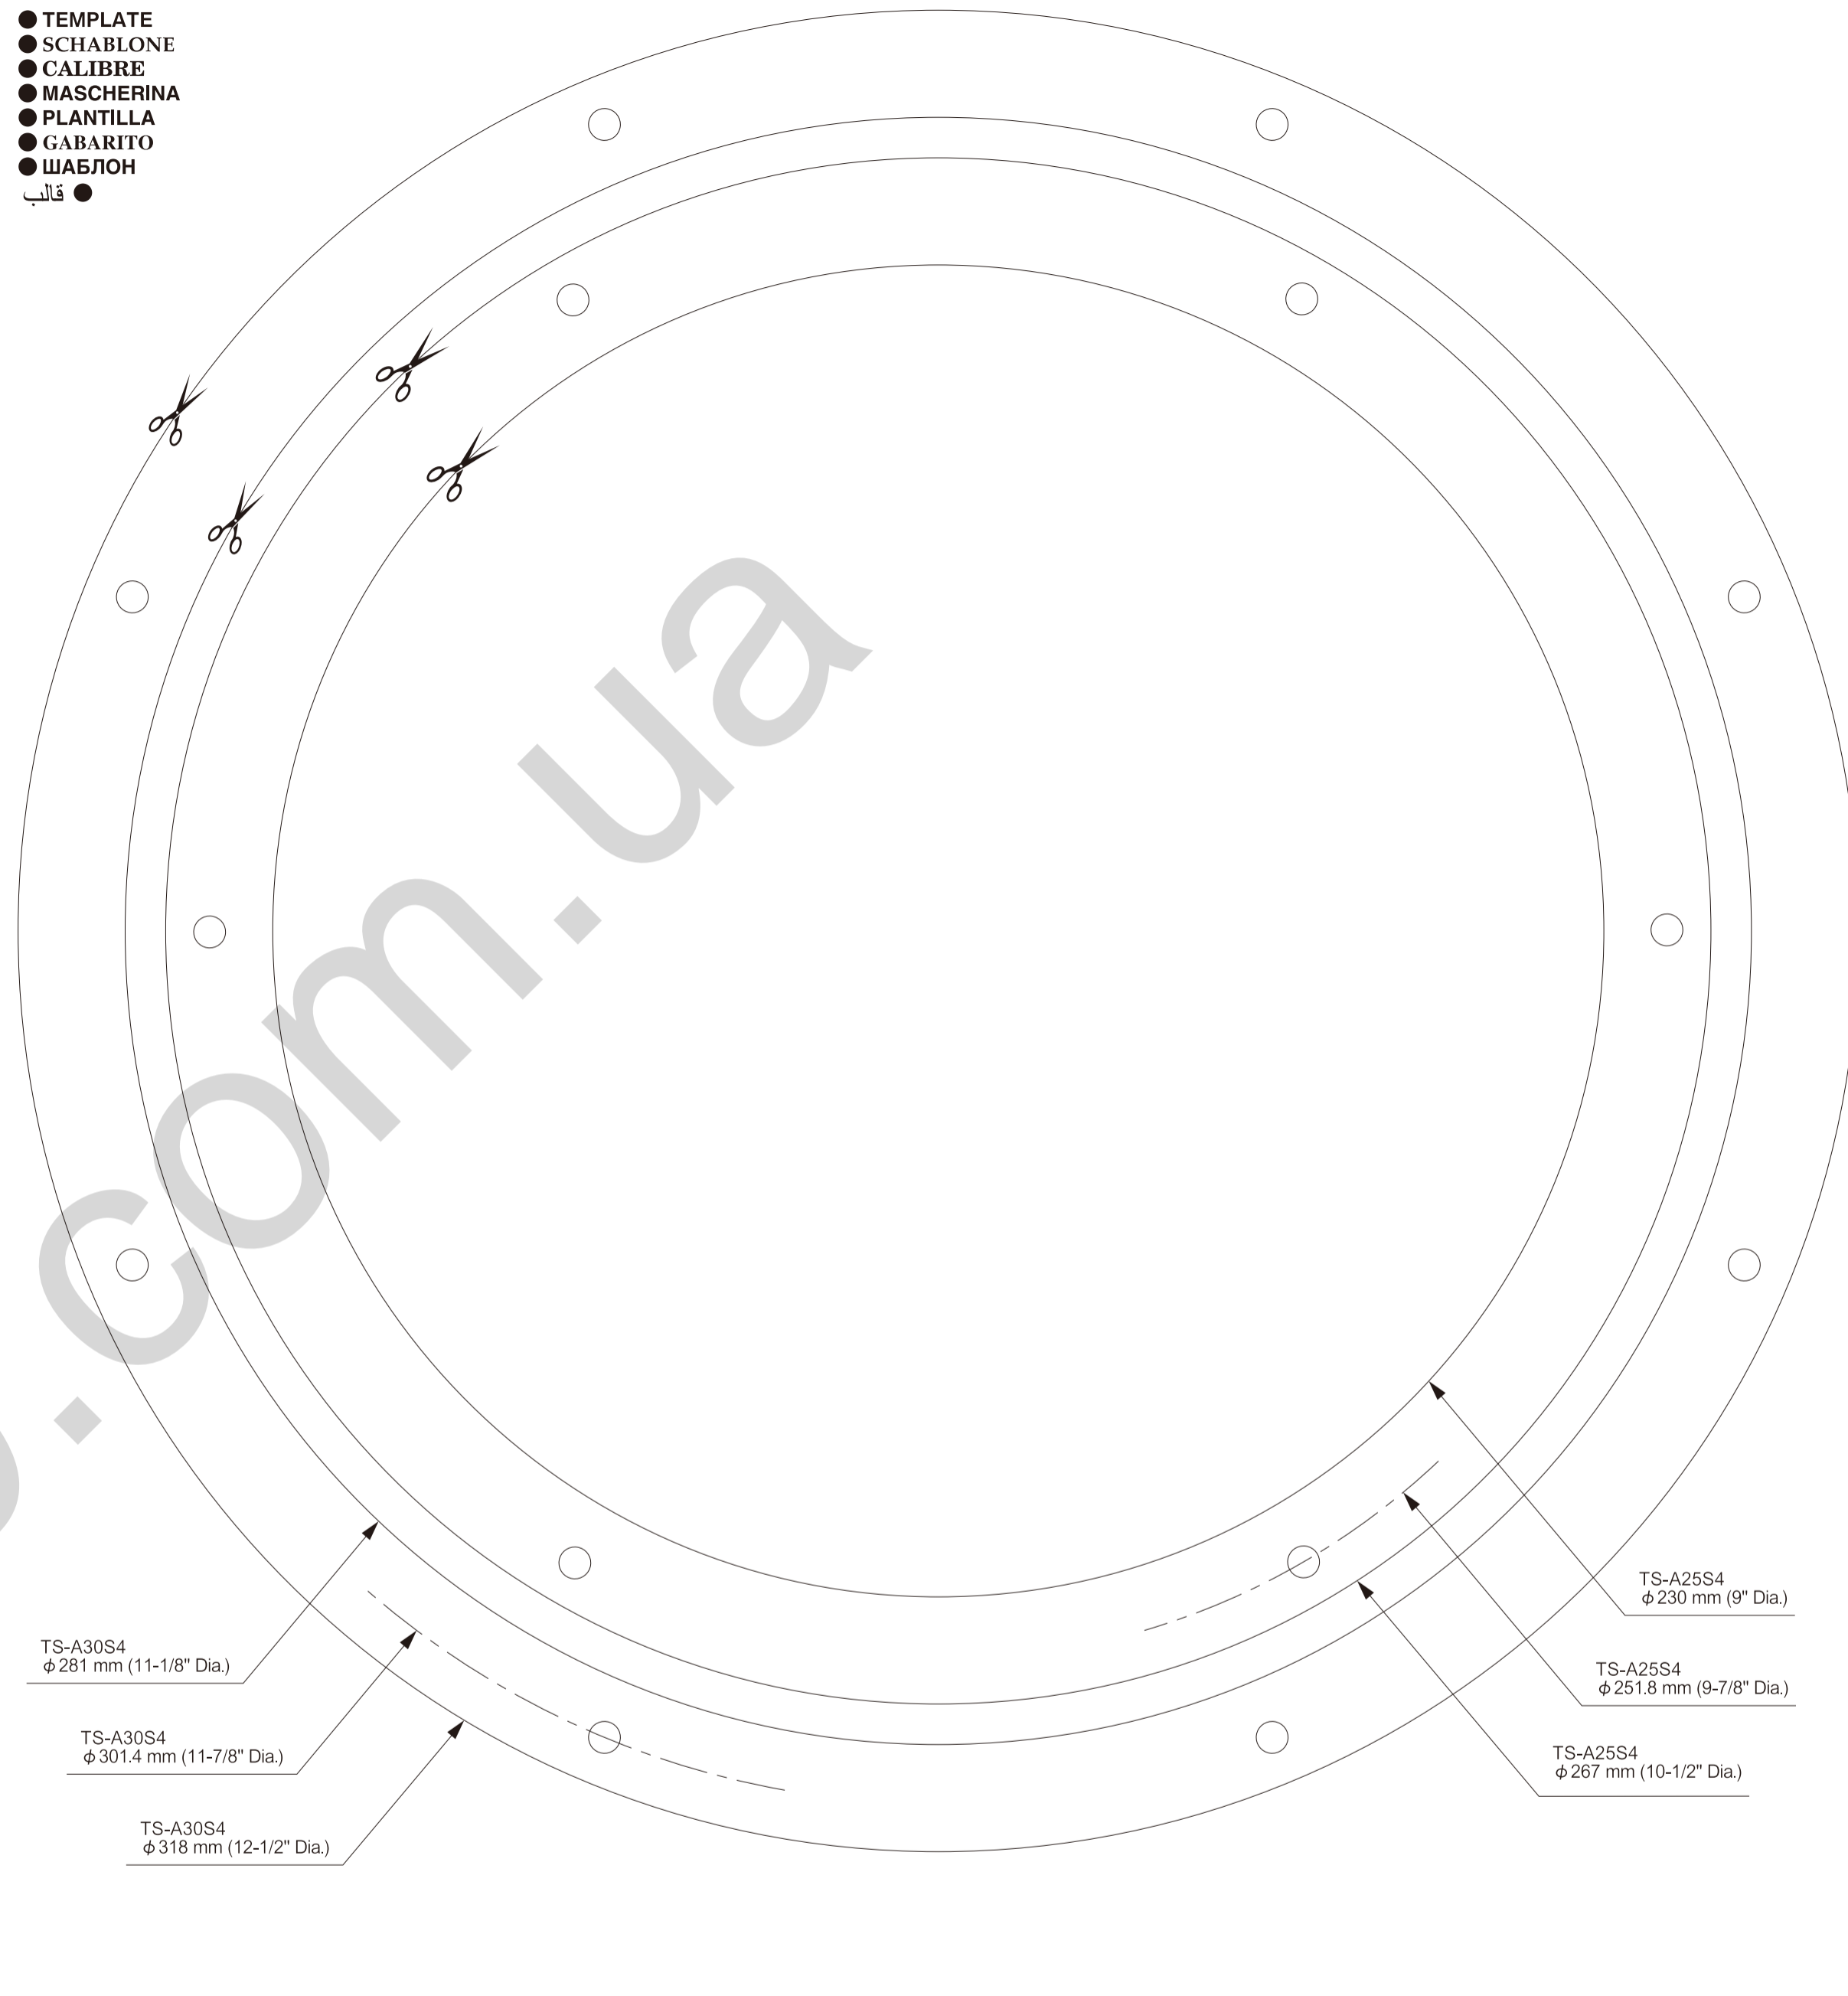 ● TEMPLATE
● SCHABLONE
● CALIBRE
● MASCHERINA
● PLANTILLA
● GABARITO
● ШАБЛОН
● قالب
.com.ua
TS-A25S4
φ 230 mm (9" Dia.)
TS-A30S4
φ 281 mm (11-1/8" Dia.)
TS-A25S4
φ 251.8 mm (9-7/8" Dia.)
TS-A30S4
φ 301.4 mm (11-7/8" Dia.)
TS-A25S4
φ 267 mm (10-1/2" Dia.)
TS-A30S4
φ 318 mm (12-1/2" Dia.)